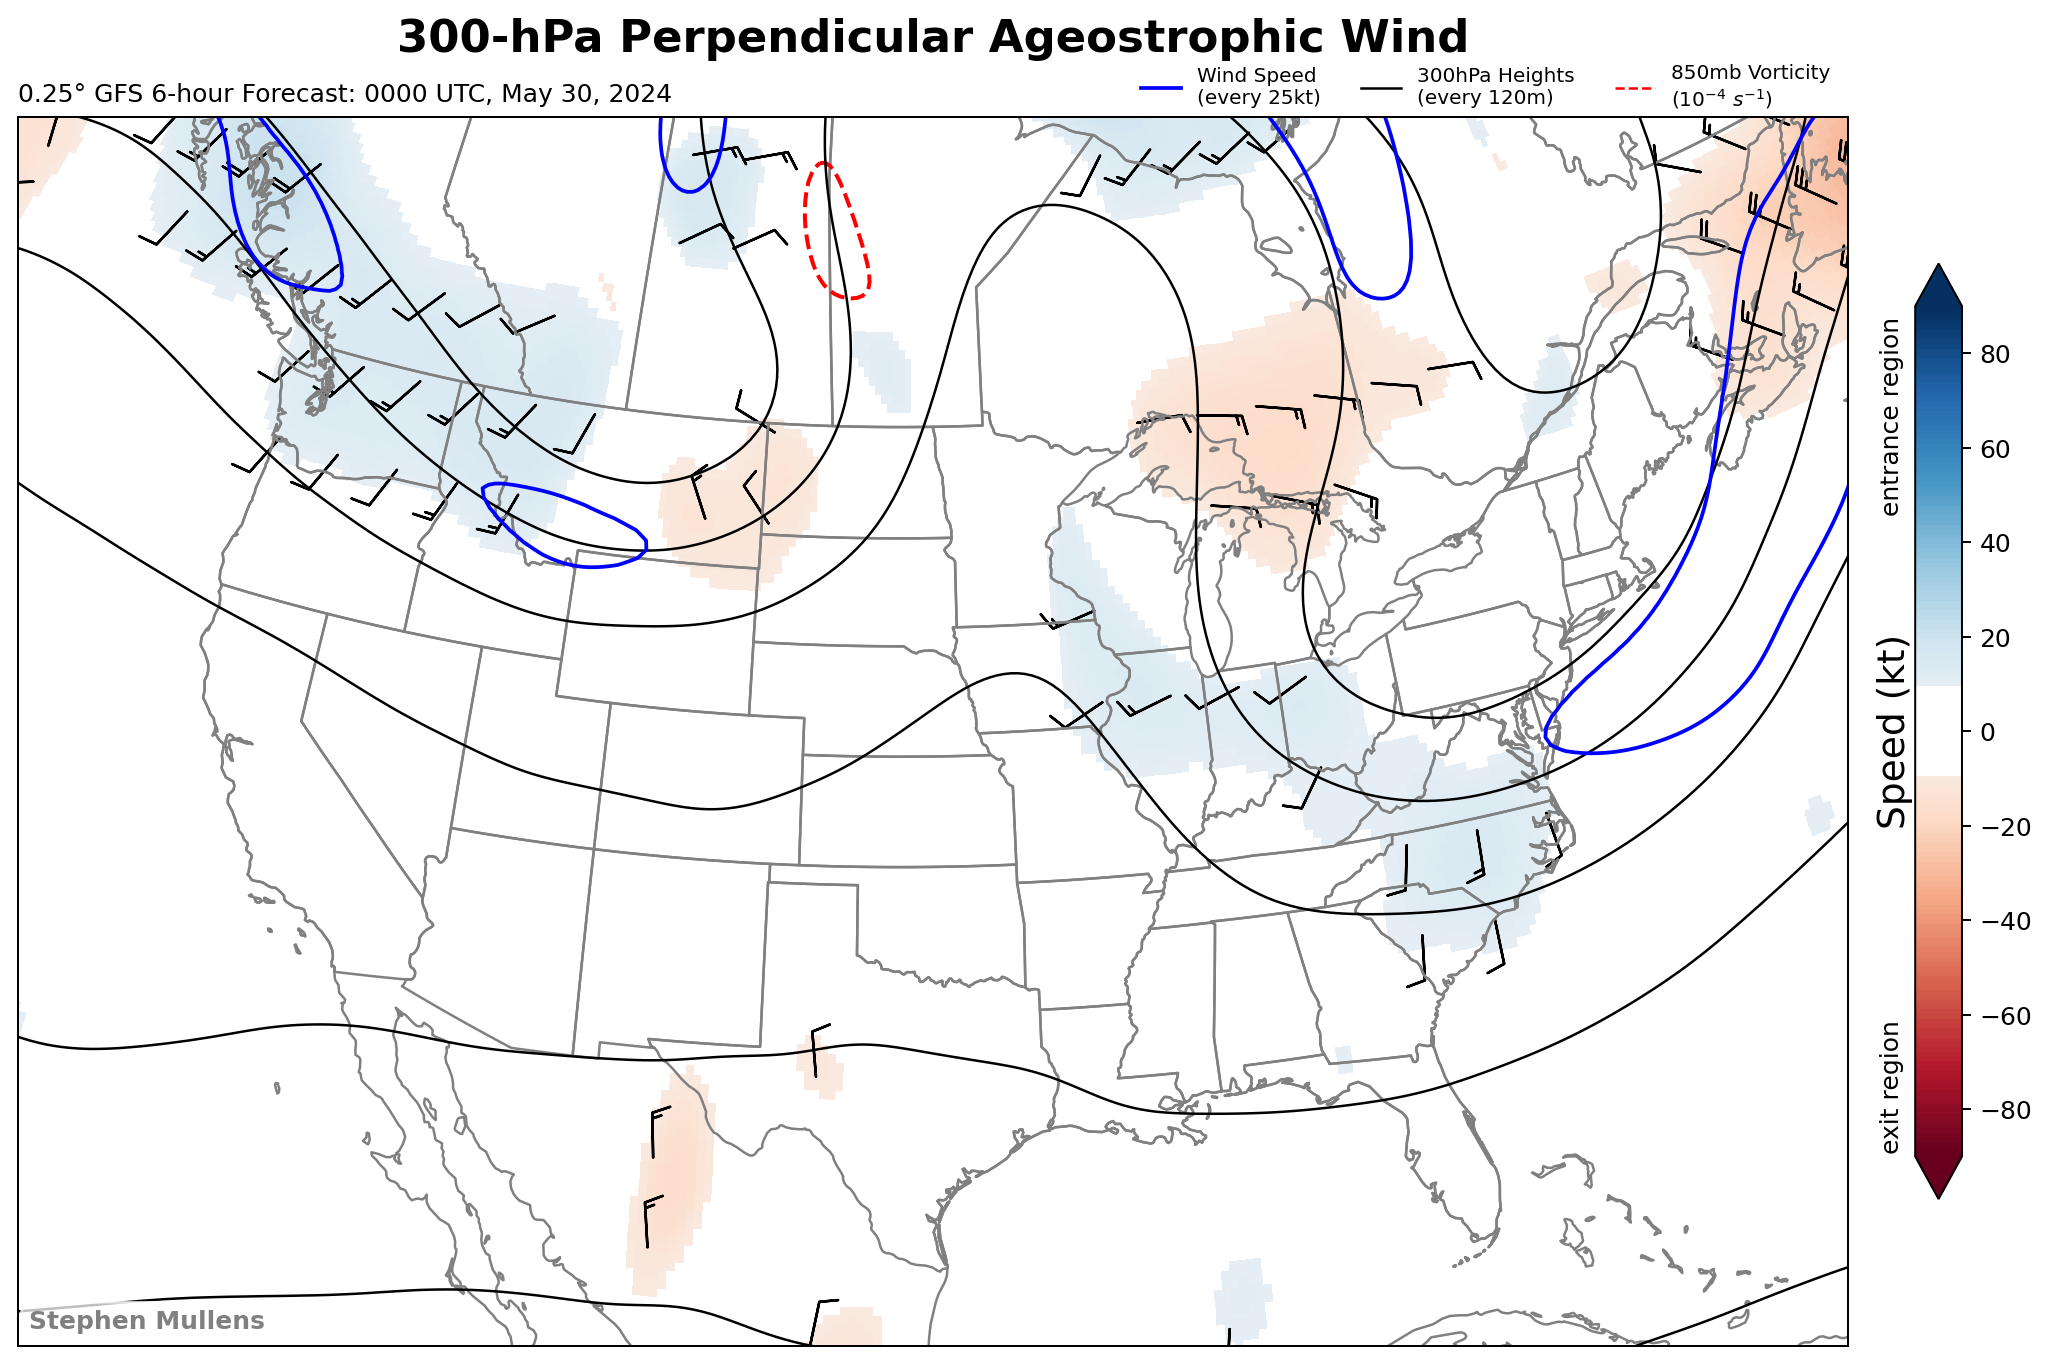 300-hPa Perpendicular Ageostrophic Wind
0.25° GFS 6-hour Forecast: 0000 UTC, May 30, 2024
Wind Speed
(every 25kt)
300hPa Heights
(every 120m)
850mb Vorticity
(10⁻⁴ s⁻¹)
entrance region
Speed (kt)
exit region
80
60
40
20
0
−20
−40
−60
−80
Stephen Mullens